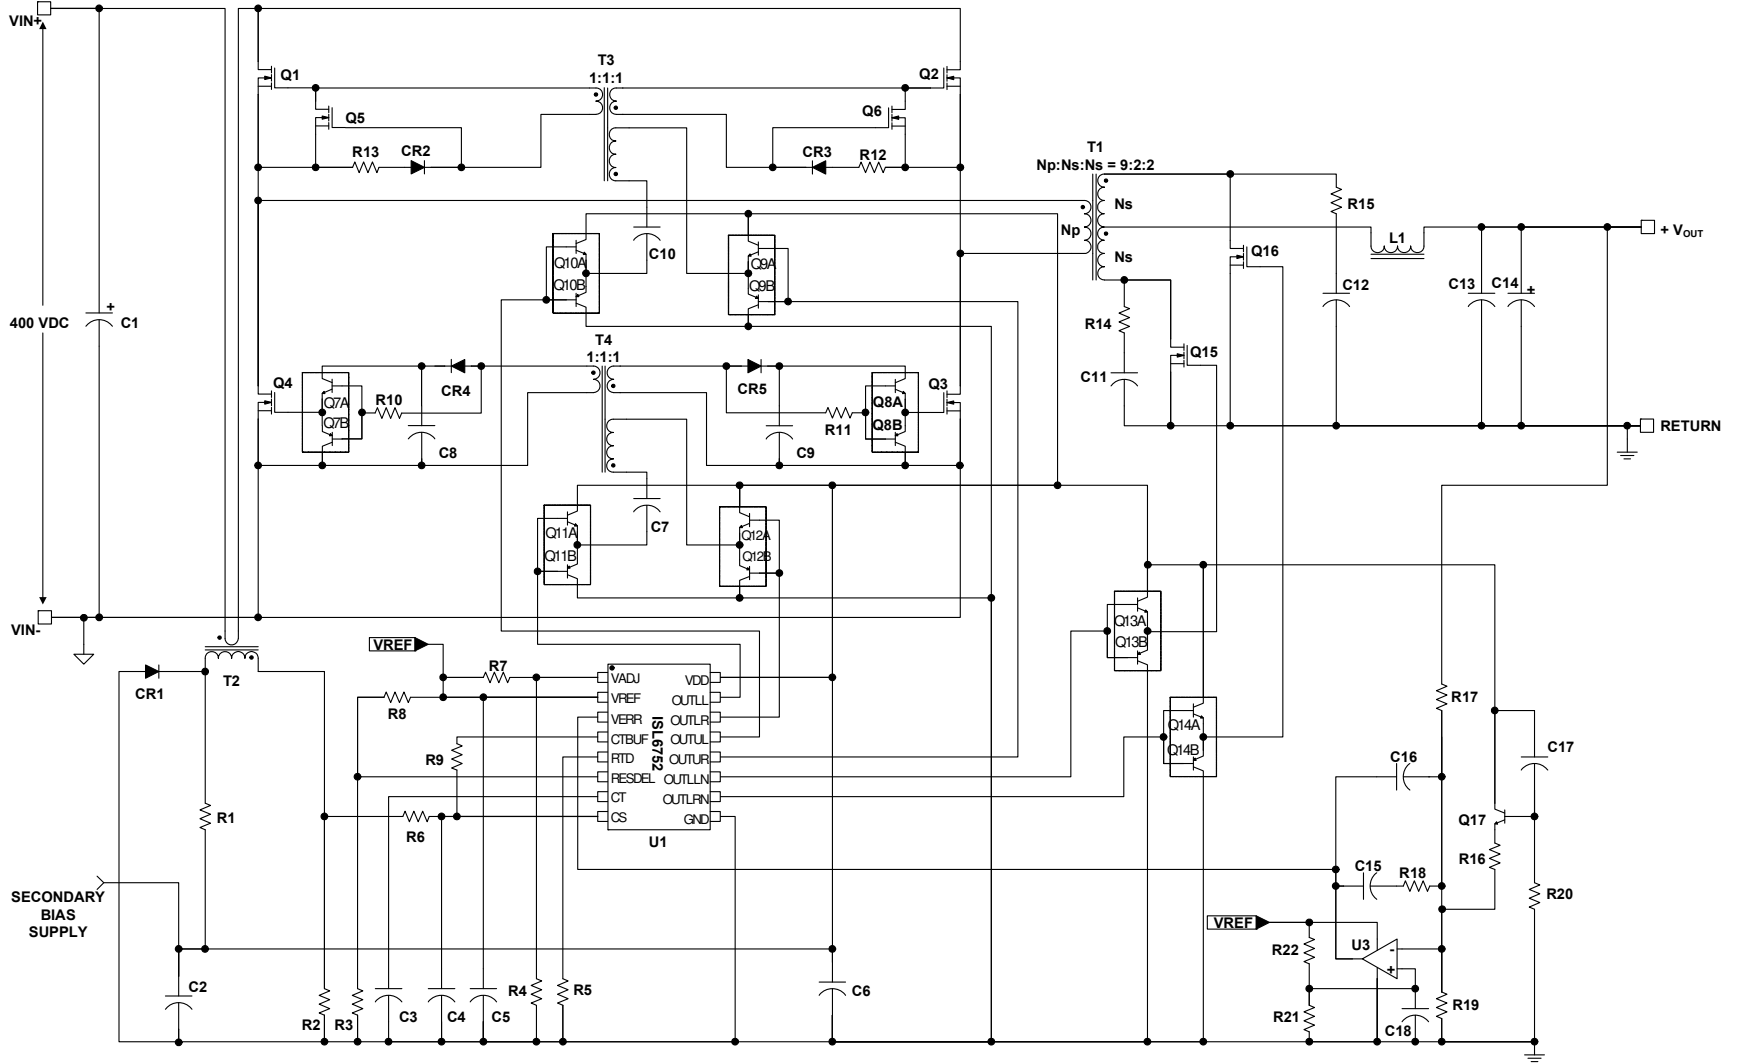 VIN+
T3
1:1:1
Q1
Q2
Q5
Q6
R13
CR2
CR3
R12
T1
Np:Ns:Ns = 9:2:2
Ns
Np
Ns
R15
L1
+ VOUT
Q16
C10
Q10A
Q10B
Q9A
Q9B
C12
C13
C14
400 VDC
+
C1
+
R14
Q15
C11
T4
1:1:1
Q4
Q7A
Q7B
R10
CR4
C8
CR5
R11
C9
Q8A
Q8B
Q3
RETURN
C7
Q11A
Q11B
Q12A
Q12B
VIN-
Q13A
Q13B
VREF
CR1
T2
R7
R8
R9
R6
VADJ
VREF
VERR
CTBUF
RTD
RESDEL
CT
CS
ISL6752
VDD
OUTLL
OUTLR
OUTUL
OUTUR
OUTLLN
OUTLRN
GND
U1
Q14A
Q14B
R17
C16
C17
Q17
R16
R1
C15
R18
R20
SECONDARY
BIAS
SUPPLY
VREF
R22
U3
-
+
C2
R2
R3
C3
C4
C5
R4
R5
C6
R21
C18
R19